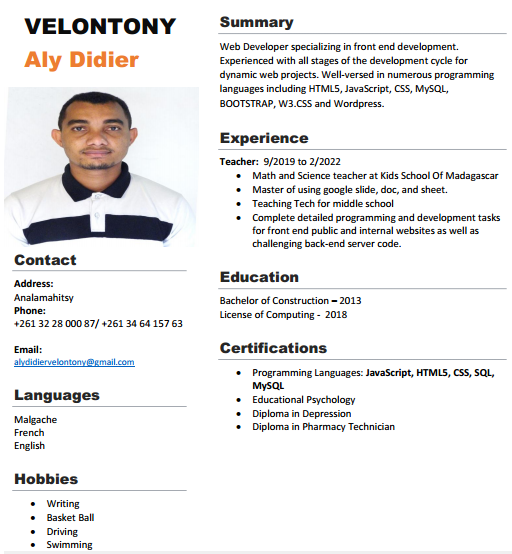 VELONTONY
Aly Didier
Contact
Address:
Analamahitsy
Phone:
+261 32 28 000 87/ +261 34 64 157 63
Email:
alydidiervelontony@gmail.com
Languages
Malgache
French
English
Hobbies
• Writing
• Basket Ball
• Driving
• Swimming
Summary
Web Developer specializing in front end development.
Experienced with all stages of the development cycle for
dynamic web projects. Well-versed in numerous programming
languages including HTML5, JavaScript, CSS, MySQL,
BOOTSTRAP, W3.CSS and Wordpress.
Experience
Teacher: 9/2019 to 2/2022
• Math and Science teacher at Kids School Of Madagascar
• Master of using google slide, doc, and sheet.
• Teaching Tech for middle school
• Complete detailed programming and development tasks
for front end public and internal websites as well as
challenging back-end server code.
Education
Bachelor of Construction – 2013
License of Computing - 2018
Certifications
• Programming Languages: JavaScript, HTML5, CSS, SQL,
MySQL
• Educational Psychology
• Diploma in Depression
• Diploma in Pharmacy Technician